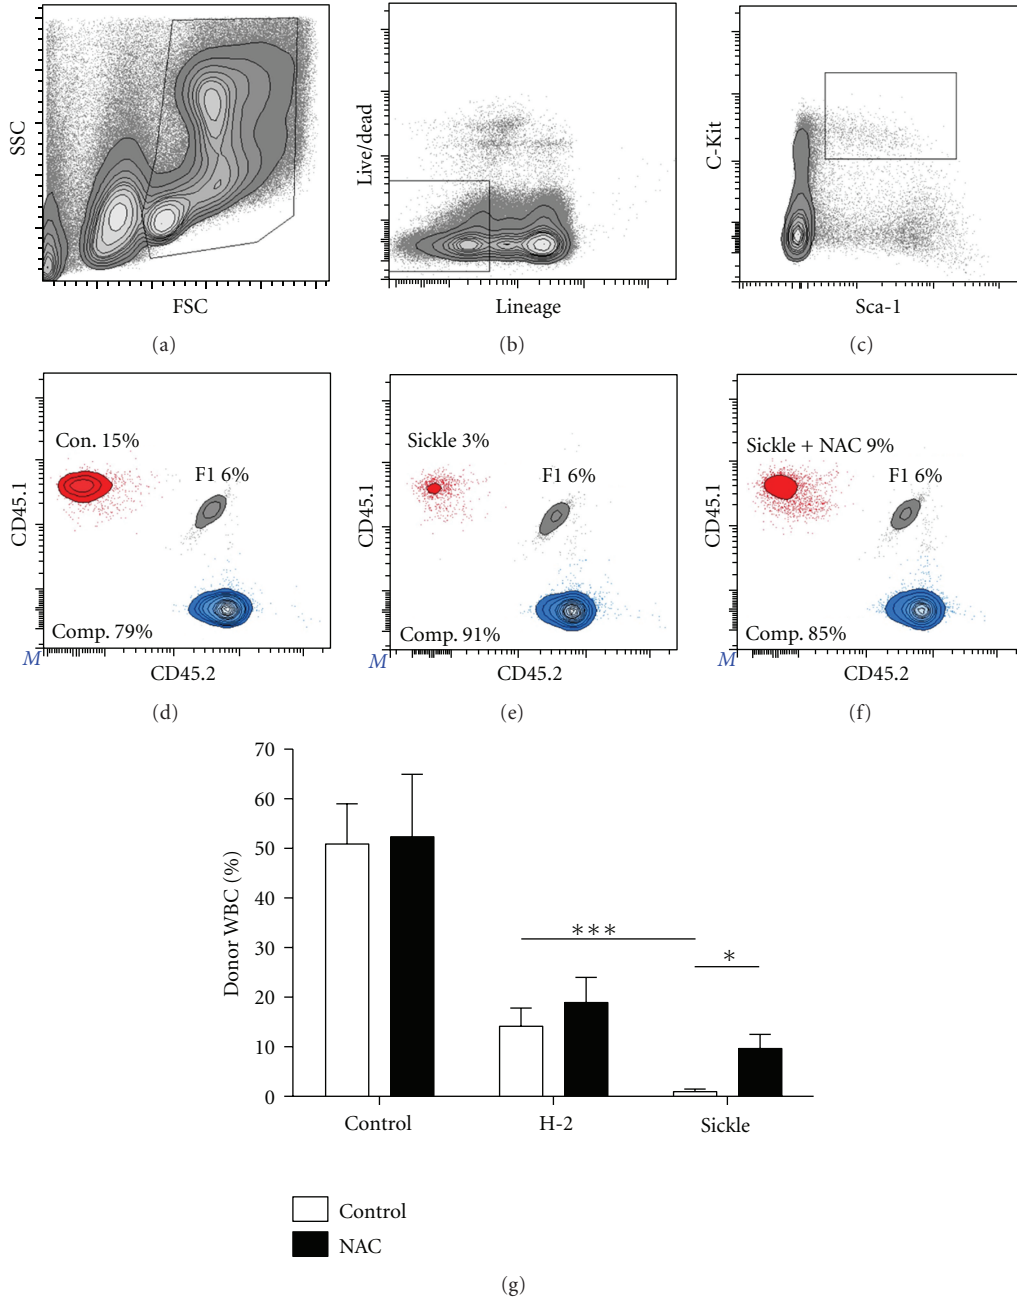 SSC
FSC
(a)
Live/dead
Lineage
(b)
C-Kit
Sca-1
(c)
Con. 15%
F1 6%
CD45.1
Comp. 79%
M
CD45.2
(d)
Sickle 3%
F1 6%
CD45.1
Comp. 91%
M
CD45.2
(e)
Sickle + NAC 9%
F1 6%
CD45.1
Comp. 85%
M
CD45.2
(f)
70
60
50
40
30
20
10
0
Donor WBC (%)
***
*
Control
H-2
Sickle
Control
NAC
(g)